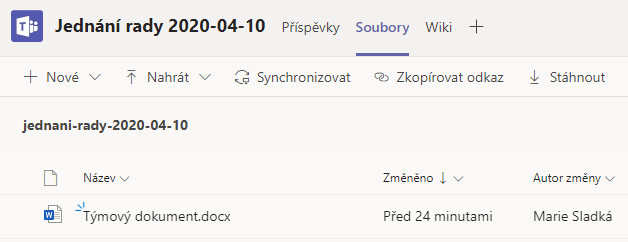 Jednání rady 2020-04-10 Příspěvky Soubory Wiki
Nové Nahrát Synchronizovat Zkopírovat odkaz Stáhnout
jednani-rady-2020-04-10
Název Změněno Autor změny
Týmový dokument.docx Před 24 minutami Marie Sladká